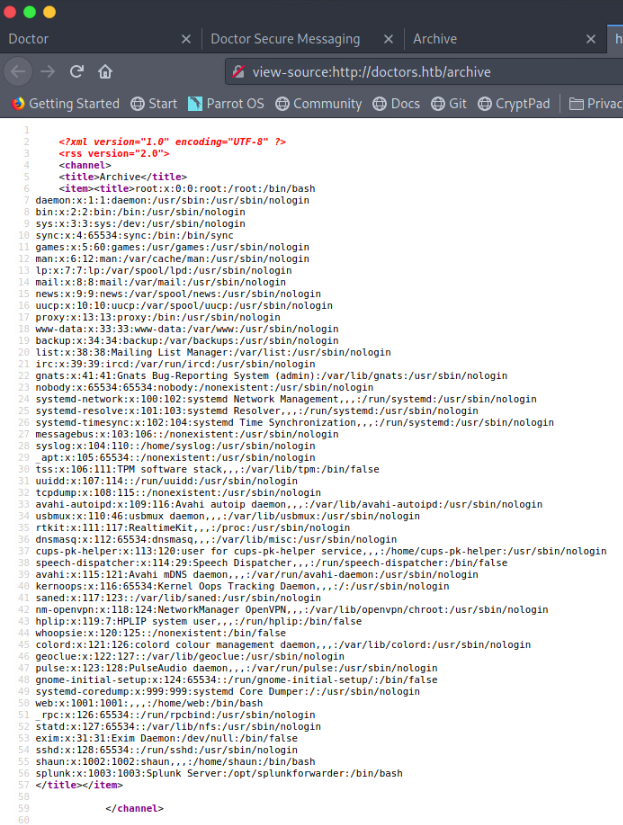 Doctor
Doctor Secure Messaging
Archive
h
view-source:http://doctors.htb/archive
Getting Started Start Parrot OS Community Docs Git CryptPad Privac
1
2 <?xml version="1.0" encoding="UTF-8" ?>
3 <rss version="2.0">
4 <channel>
5 <title>Archive</title>
6 <item><title>root:x:0:0:root:/root:/bin/bash
7 daemon:x:1:1:daemon:/usr/sbin:/usr/sbin/nologin
8 bin:x:2:2:bin:/bin:/usr/sbin/nologin
9 sys:x:3:3:sys:/dev:/usr/sbin/nologin
10 sync:x:4:65534:sync:/bin:/bin/sync
11 games:x:5:60:games:/usr/games:/usr/sbin/nologin
12 man:x:6:12:man:/var/cache/man:/usr/sbin/nologin
13 lp:x:7:7:lp:/var/spool/lpd:/usr/sbin/nologin
14 mail:x:8:8:mail:/var/mail:/usr/sbin/nologin
15 news:x:9:9:news:/var/spool/news:/usr/sbin/nologin
16 uucp:x:10:10:uucp:/var/spool/uucp:/usr/sbin/nologin
17 proxy:x:13:13:proxy:/bin:/usr/sbin/nologin
18 www-data:x:33:33:www-data:/var/www:/usr/sbin/nologin
19 backup:x:34:34:backup:/var/backups:/usr/sbin/nologin
20 list:x:38:38:Mailing List Manager:/var/list:/usr/sbin/nologin
21 irc:x:39:39:ircd:/var/run/ircd:/usr/sbin/nologin
22 gnats:x:41:41:Gnats Bug-Reporting System (admin):/var/lib/gnats:/usr/sbin/nologin
23 nobody:x:65534:65534:nobody:/nonexistent:/usr/sbin/nologin
24 systemd-network:x:100:102:systemd Network Management,,,:/run/systemd:/usr/sbin/nologin
25 systemd-resolve:x:101:103:systemd Resolver,,,:/run/systemd:/usr/sbin/nologin
26 systemd-timesync:x:102:104:systemd Time Synchronization,,,:/run/systemd:/usr/sbin/nologin
27 messagebus:x:103:106::/nonexistent:/usr/sbin/nologin
28 syslog:x:104:110::/home/syslog:/usr/sbin/nologin
29 _apt:x:105:65534::/nonexistent:/usr/sbin/nologin
30 tss:x:106:111:TPM software stack,,,:/var/lib/tpm:/bin/false
31 uuidd:x:107:114::/run/uuidd:/usr/sbin/nologin
32 tcpdump:x:108:115::/nonexistent:/usr/sbin/nologin
33 avahi-autoipd:x:109:116:Avahi autoip daemon,,,:/var/lib/avahi-autoipd:/usr/sbin/nologin
34 usbmux:x:110:46:usbmux daemon,,,:/var/lib/usbmux:/usr/sbin/nologin
35 rtkit:x:111:117:RealtimeKit,,,:/proc:/usr/sbin/nologin
36 dnsmasq:x:112:65534:dnsmasq,,,:/var/lib/misc:/usr/sbin/nologin
37 cups-pk-helper:x:113:120:user for cups-pk-helper service,,,:/home/cups-pk-helper:/usr/sbin/nologin
38 speech-dispatcher:x:114:29:Speech Dispatcher,,,:/run/speech-dispatcher:/bin/false
39 avahi:x:115:121:Avahi mDNS daemon,,,:/var/run/avahi-daemon:/usr/sbin/nologin
40 kernoops:x:116:65534:Kernel Oops Tracking Daemon,,,:/:/usr/sbin/nologin
41 saned:x:117:123::/var/lib/saned:/usr/sbin/nologin
42 nm-openvpn:x:118:124:NetworkManager OpenVPN,,,:/var/lib/openvpn/chroot:/usr/sbin/nologin
43 hplip:x:119:7:HPLIP system user,,,:/run/hplip:/bin/false
44 whoopsie:x:120:125::/nonexistent:/bin/false
45 colord:x:121:126:colord colour management daemon,,,:/var/lib/colord:/usr/sbin/nologin
46 geoclue:x:122:127::/var/lib/geoclue:/usr/sbin/nologin
47 pulse:x:123:128:PulseAudio daemon,,,:/var/run/pulse:/usr/sbin/nologin
48 gnome-initial-setup:x:124:65534::/run/gnome-initial-setup/:/bin/false
49 systemd-coredump:x:999:999:systemd Core Dumper:/:/usr/sbin/nologin
50 web:x:1001:1001:,,,:/home/web:/bin/bash
51 _rpc:x:126:65534::/run/rpcbind:/usr/sbin/nologin
52 statd:x:127:65534::/var/lib/nfs:/usr/sbin/nologin
53 exim:x:31:31:Exim Daemon:/dev/null:/bin/false
54 sshd:x:128:65534::/run/sshd:/usr/sbin/nologin
55 shaun:x:1002:1002:shaun,,,:/home/shaun:/bin/bash
56 splunk:x:1003:1003:Splunk Server:/opt/splunkforwarder:/bin/bash
57 </title></item>
58
59 </channel>
60